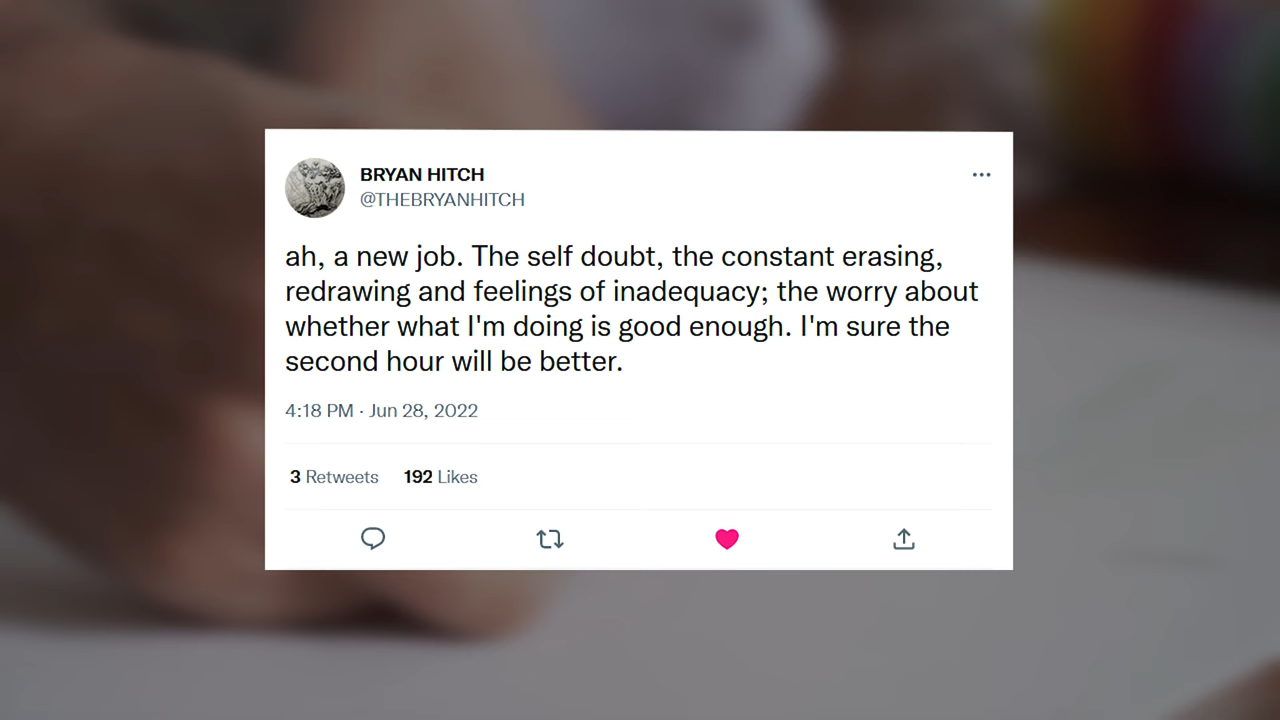 BRYAN HITCH
@THEBRYANHITCH
ah, a new job. The self doubt, the constant erasing,
redrawing and feelings of inadequacy; the worry about
whether what I'm doing is good enough. I'm sure the
second hour will be better.
4:18 PM · Jun 28, 2022
3 Retweets 192 Likes